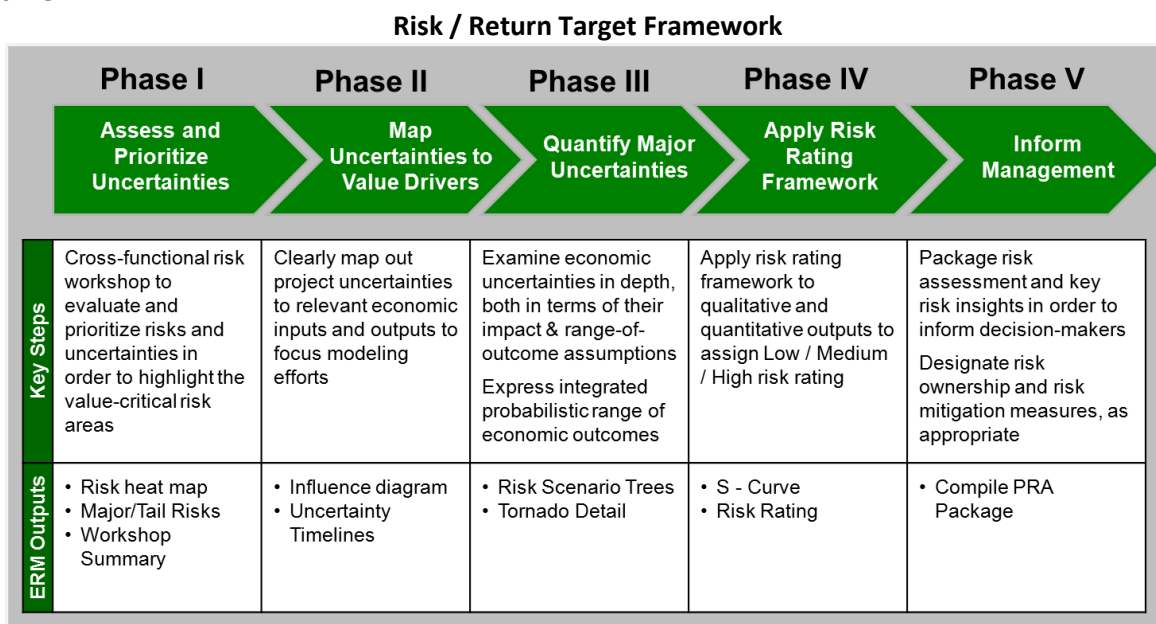 Risk / Return Target Framework
Phase I
Phase II
Phase III
Phase IV
Phase V
Assess and
Prioritize
Uncertainties
Map
Uncertainties to
Value Drivers
Quantify Major
Uncertainties
Apply Risk
Rating
Framework
Inform
Management
Key Steps
Cross-functional risk
workshop to
evaluate and
prioritize risks and
uncertainties in
order to highlight the
value-critical risk
areas
Clearly map out
project uncertainties
to relevant economic
inputs and outputs to
focus modeling
efforts
Examine economic
uncertainties in depth,
both in terms of their
impact & range-of-
outcome assumptions
Express integrated
probabilistic range of
economic outcomes
Apply risk rating
framework to
qualitative and
quantitative outputs to
assign Low / Medium
/ High risk rating
Package risk
assessment and key
risk insights in order to
inform decision-makers
Designate risk
ownership and risk
mitigation measures, as
appropriate
ERM Outputs
• Risk heat map
• Major/Tail Risks
• Workshop
Summary
• Influence diagram
• Uncertainty
Timelines
• Risk Scenario Trees
• Tornado Detail
• S - Curve
• Risk Rating
• Compile PRA
Package